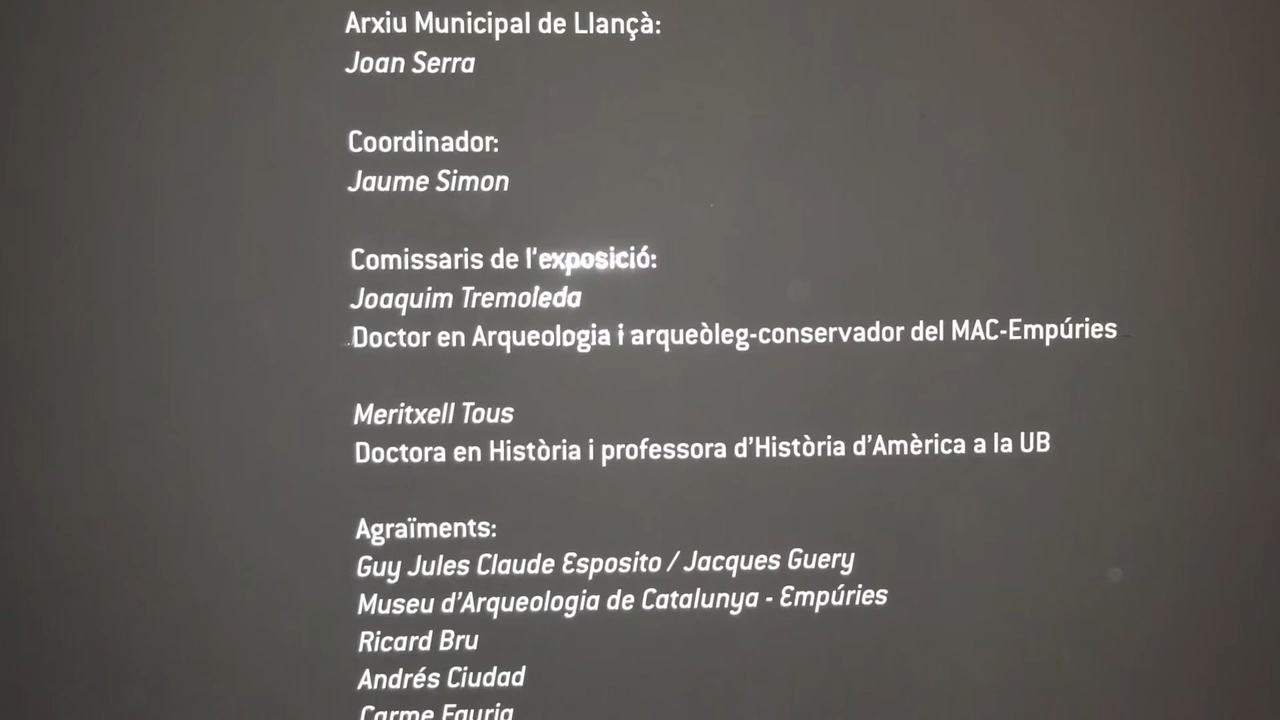 Arxiu Municipal de Llançà:
Joan Serra
Coordinador:
Jaume Simon
Comissaris de l'exposició:
Joaquim Tremoleda
Doctor en Arqueologia i arqueòleg-conservador del MAC-Empúries
Meritxell Tous
Doctora en Història i professora d’Història d’Amèrica a la UB
Agraïments:
Guy Jules Claude Esposito / Jacques Guery
Museu d’Arqueologia de Catalunya - Empúries
Ricard Bru
Andrés Ciudad
Carme Fauria